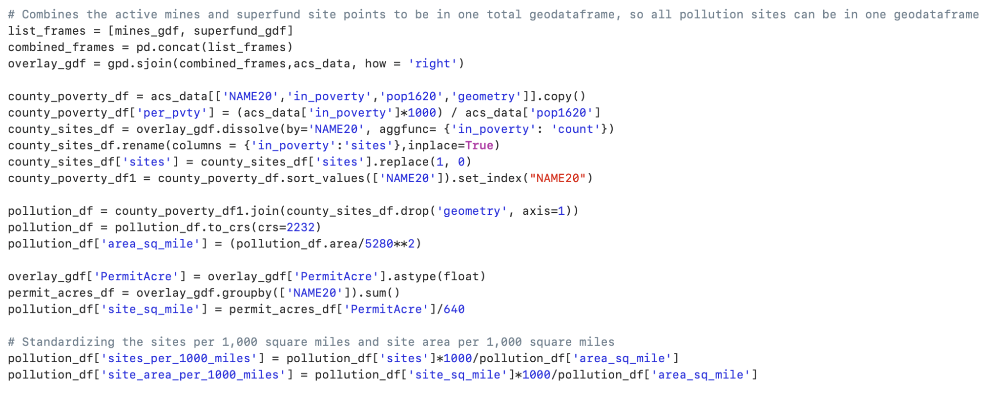 # Combines the active mines and superfund site points to be in one total geodataframe, so all pollution sites can be in one geodataframe
list_frames = [mines_gdf, superfund_gdf]
combined_frames = pd.concat(list_frames)
overlay_gdf = gpd.sjoin(combined_frames,acs_data, how = 'right')

county_poverty_df = acs_data[['NAME20','in_poverty','pop1620','geometry']].copy()
county_poverty_df['per_pvty'] = (acs_data['in_poverty']*1000) / acs_data['pop1620']
county_sites_df = overlay_gdf.dissolve(by='NAME20', aggfunc= {'in_poverty': 'count'})
county_sites_df.rename(columns = {'in_poverty':'sites'},inplace=True)
county_sites_df['sites'] = county_sites_df['sites'].replace(1, 0)
county_poverty_df1 = county_poverty_df.sort_values(['NAME20']).set_index("NAME20")

pollution_df = county_poverty_df1.join(county_sites_df.drop('geometry', axis=1))
pollution_df = pollution_df.to_crs(crs=2232)
pollution_df['area_sq_mile'] = (pollution_df.area/5280**2)

overlay_gdf['PermitAcre'] = overlay_gdf['PermitAcre'].astype(float)
permit_acres_df = overlay_gdf.groupby(['NAME20']).sum()
pollution_df['site_sq_mile'] = permit_acres_df['PermitAcre']/640

# Standardizing the sites per 1,000 square miles and site area per 1,000 square miles
pollution_df['sites_per_1000_miles'] = pollution_df['sites']*1000/pollution_df['area_sq_mile']
pollution_df['site_area_per_1000_miles'] = pollution_df['site_sq_mile']*1000/pollution_df['area_sq_mile']